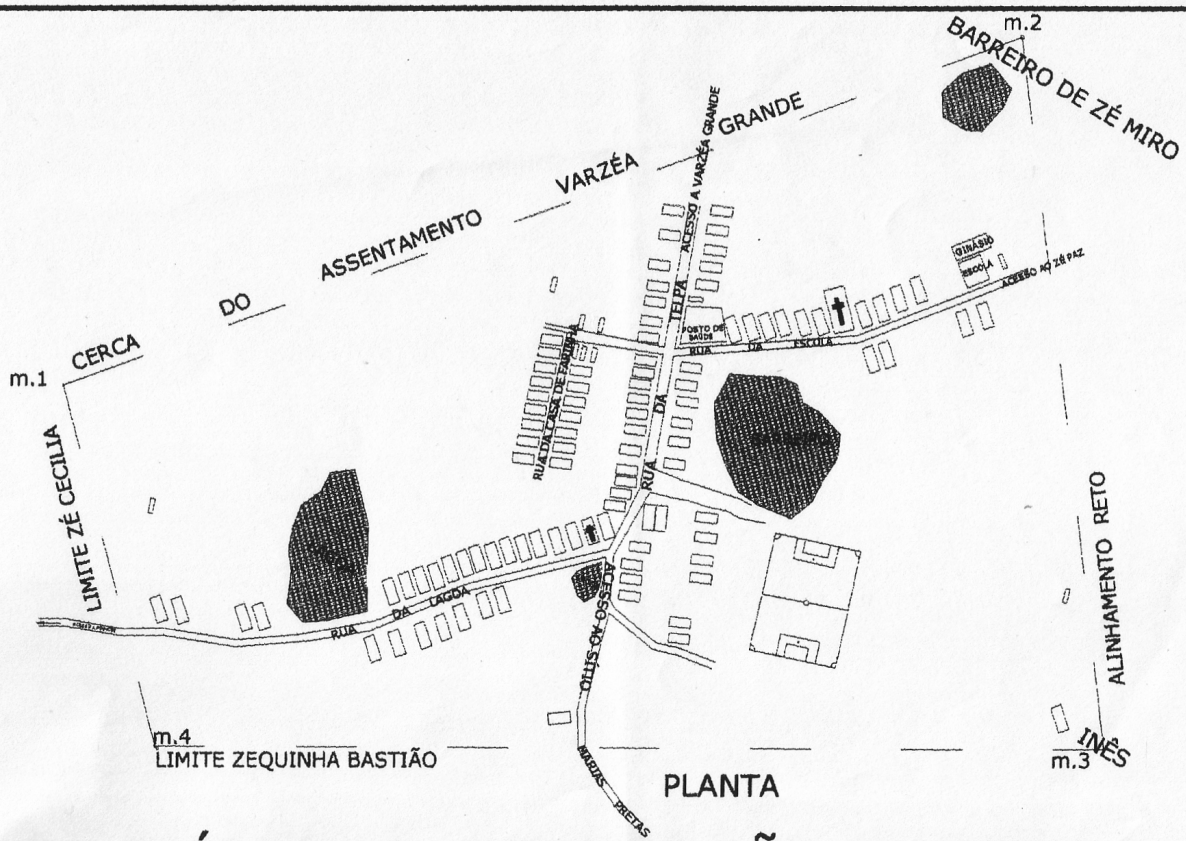 m.2
BARREIRO DE ZÉ MIRO
CERCA DO ASSENTAMENTO VARZÉA GRANDE
ACESSO A VARZÉA GRANDE
GINÁSIO
ESCOLA
ACESSO AO ZÉ PAZ
POSTO DE SAÚDE
RUA DA ESCOLA
RUA DA TELPA
RUA DA CASA DE FARINHA
m.1
LIMITE ZÉ CECILIA
RUA DA LAGOA
ACESSO AO SITIO MARIAS PRETAS
ALINHAMENTO RETO
m.4
LIMITE ZEQUINHA BASTIÃO
INÊS
m.3
PLANTA